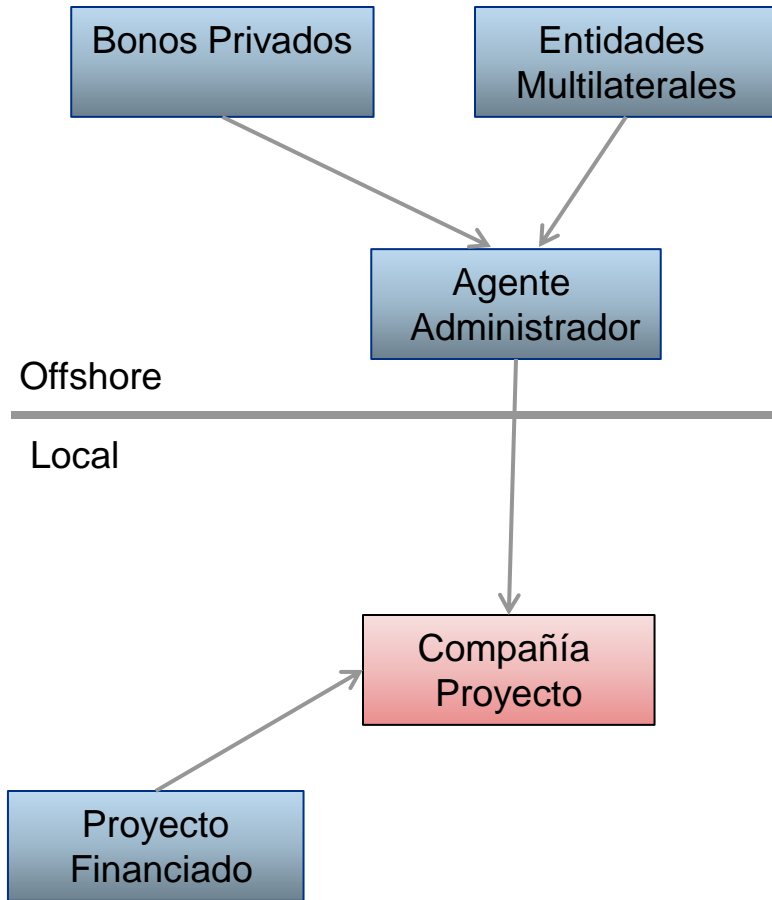 Bonos Privados
Entidades
Multilaterales
Agente
Administrador
Offshore
Local
Compañía
Proyecto
Proyecto
Financiado